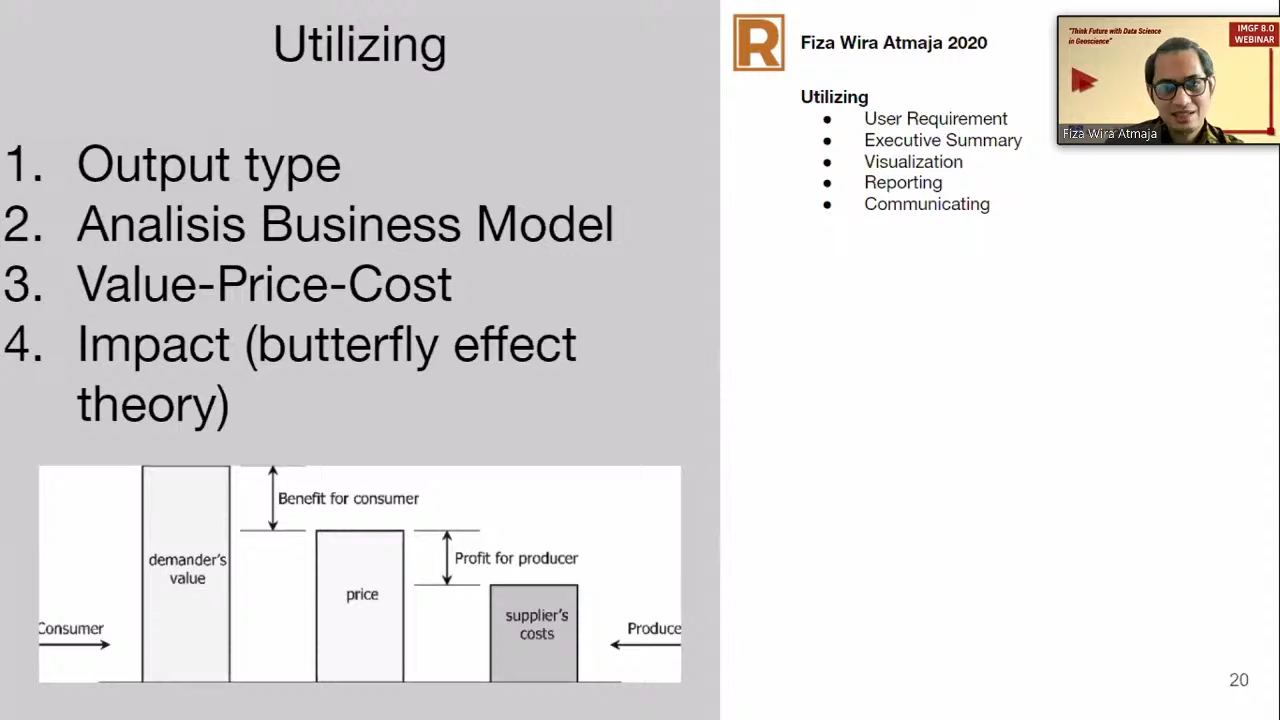 Utilizing
1. Output type
2. Analisis Business Model
3. Value-Price-Cost
4. Impact (butterfly effect
theory)
Benefit for consumer
demander's
value
price
Profit for producer
supplier's
costs
Consumer
Produce
R
Fiza Wira Atmaja 2020
Utilizing
● User Requirement
● Executive Summary
● Visualization
● Reporting
● Communicating
"Think Future with Data Science
in Geoscience"
IMGF 8.0
WEBINAR
Fiza Wira Atmaja
20